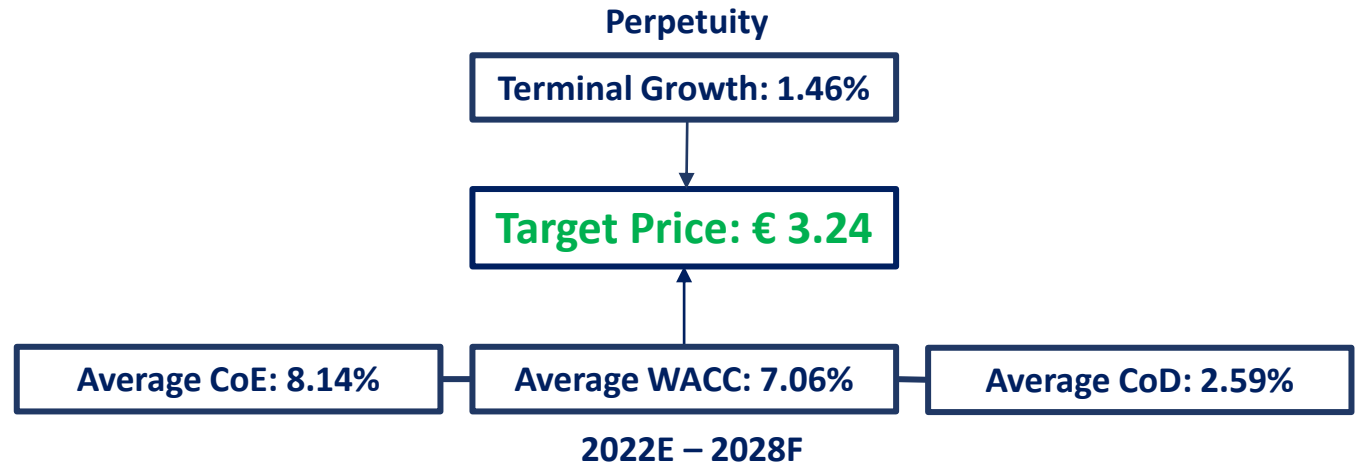 Perpetuity
Terminal Growth: 1.46%
Target Price: € 3.24
Average CoE: 8.14%
Average WACC: 7.06%
Average CoD: 2.59%
2022E – 2028F